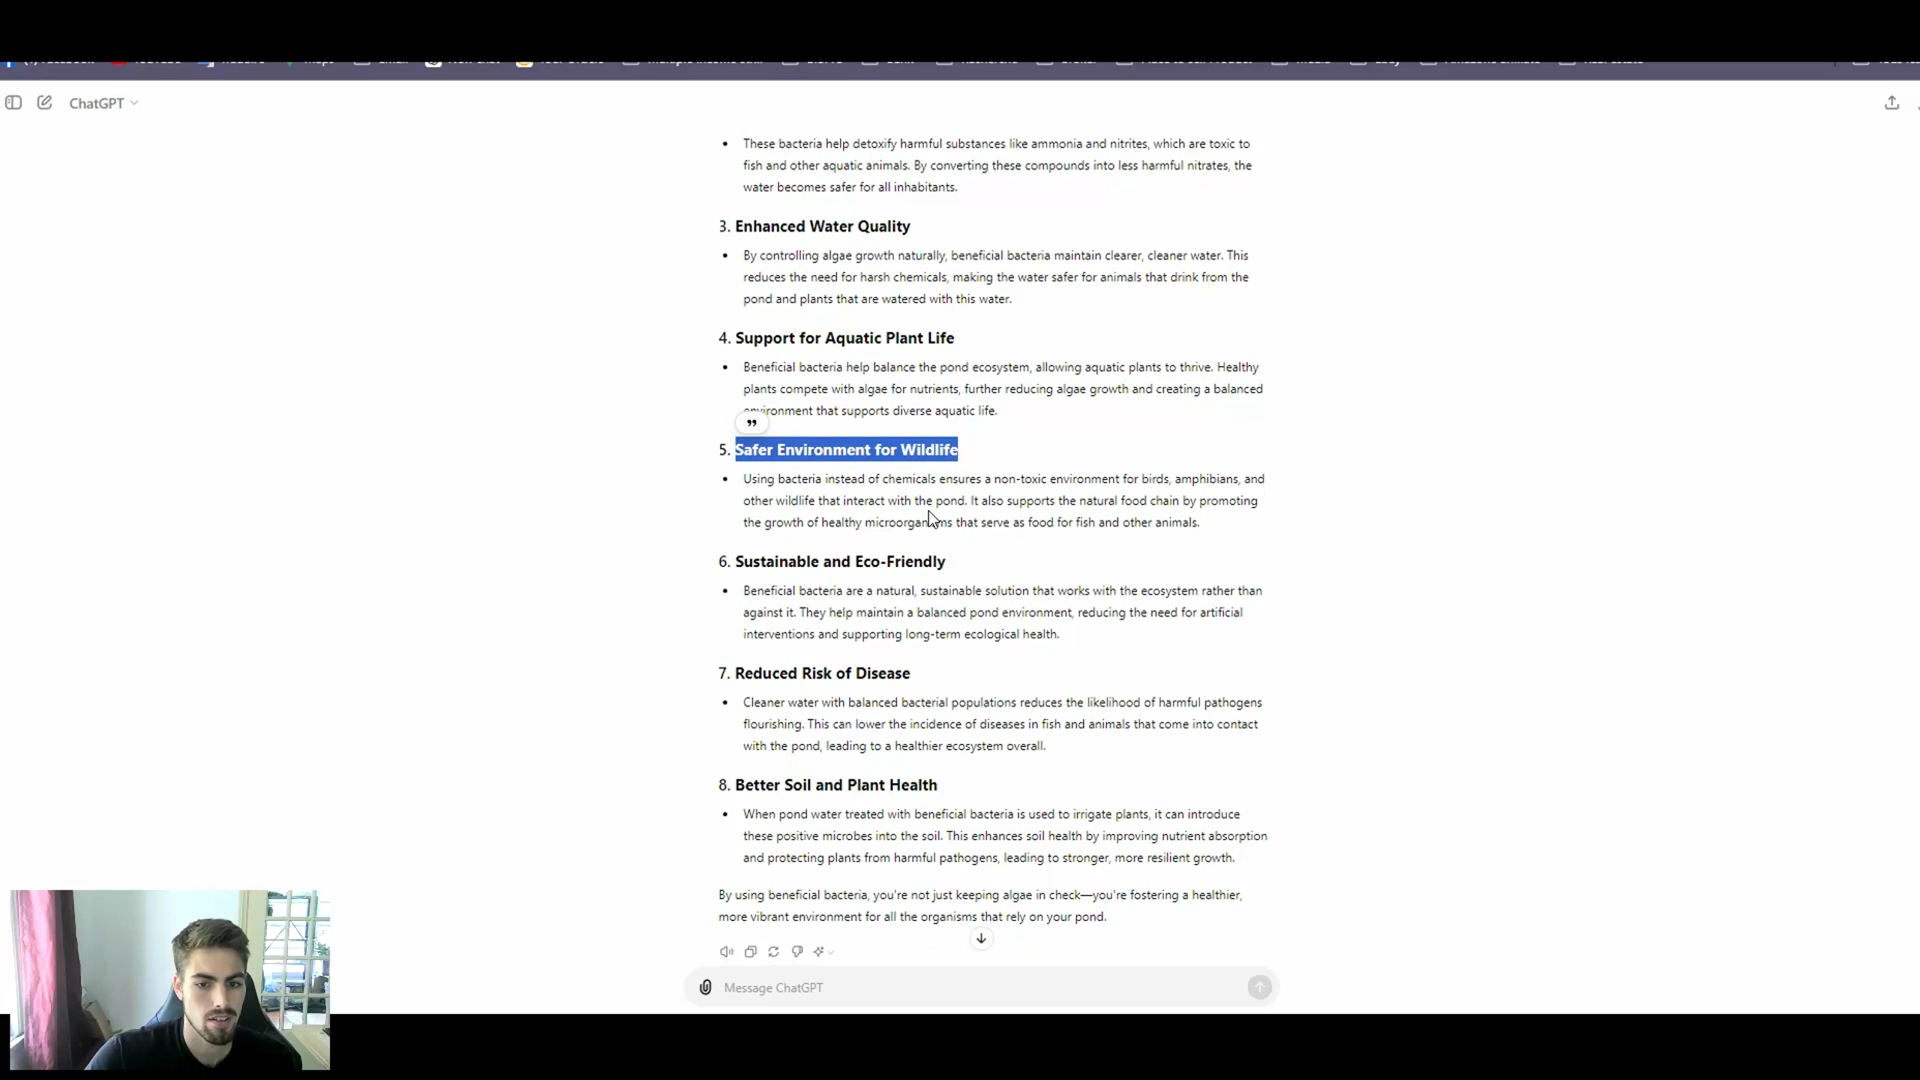 ChatGPT
• These bacteria help detoxify harmful substances like ammonia and nitrites, which are toxic to
fish and other aquatic animals. By converting these compounds into less harmful nitrates, the
water becomes safer for all inhabitants.
3. Enhanced Water Quality
• By controlling algae growth naturally, beneficial bacteria maintain clearer, cleaner water. This
reduces the need for harsh chemicals, making the water safer for animals that drink from the
pond and plants that are watered with this water.
4. Support for Aquatic Plant Life
• Beneficial bacteria help balance the pond ecosystem, allowing aquatic plants to thrive. Healthy
plants compete with algae for nutrients, further reducing algae growth and creating a balanced
environment that supports diverse aquatic life.
5. Safer Environment for Wildlife
• Using bacteria instead of chemicals ensures a non-toxic environment for birds, amphibians, and
other wildlife that interact with the pond. It also supports the natural food chain by promoting
the growth of healthy microorganisms that serve as food for fish and other animals.
6. Sustainable and Eco-Friendly
• Beneficial bacteria are a natural, sustainable solution that works with the ecosystem rather than
against it. They help maintain a balanced pond environment, reducing the need for artificial
interventions and supporting long-term ecological health.
7. Reduced Risk of Disease
• Cleaner water with balanced bacterial populations reduces the likelihood of harmful pathogens
flourishing. This can lower the incidence of diseases in fish and animals that come into contact
with the pond, leading to a healthier ecosystem overall.
8. Better Soil and Plant Health
• When pond water treated with beneficial bacteria is used to irrigate plants, it can introduce
these positive microbes into the soil. This enhances soil health by improving nutrient absorption
and protecting plants from harmful pathogens, leading to stronger, more resilient growth.
By using beneficial bacteria, you're not just keeping algae in check—you're fostering a healthier,
more vibrant environment for all the organisms that rely on your pond.
Message ChatGPT